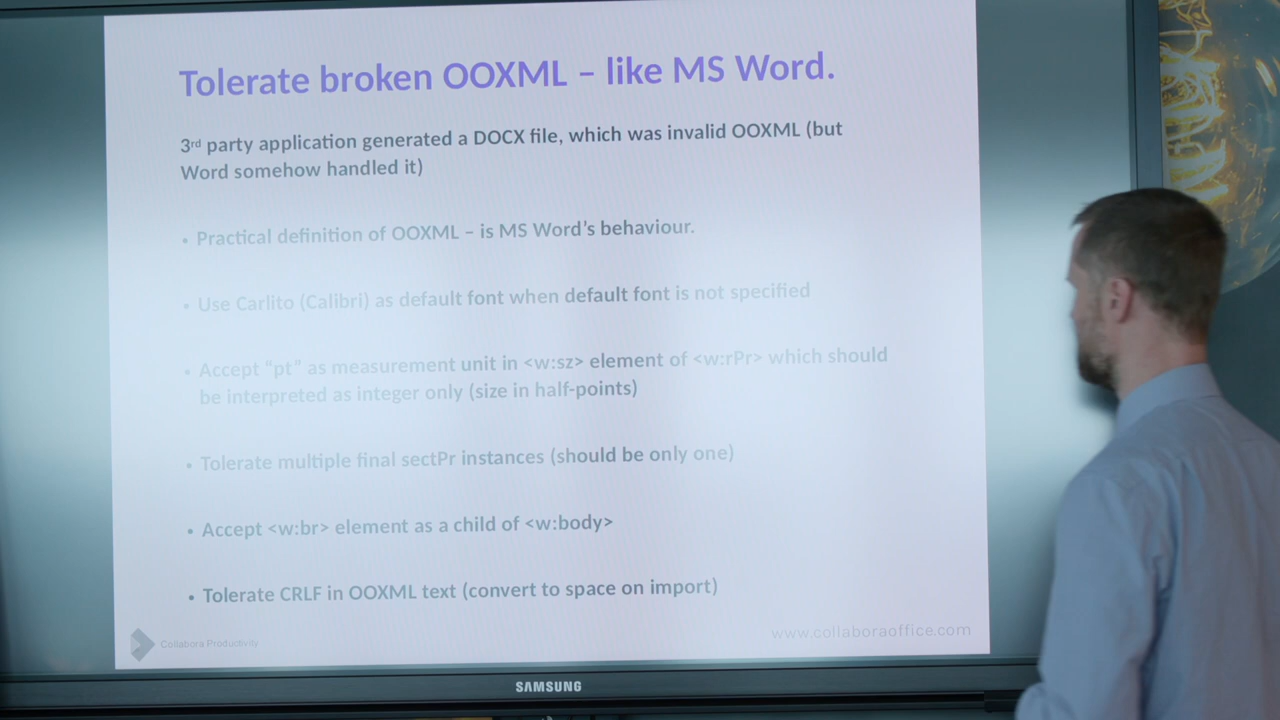 Tolerate broken OOXML – like MS Word.
3rd party application generated a DOCX file, which was invalid OOXML (but
Word somehow handled it)
• Practical definition of OOXML – is MS Word's behaviour.
• Use Carlito (Calibri) as default font when default font is not specified
• Accept “pt” as measurement unit in <w:sz> element of <w:rPr> which should
be interpreted as integer only (size in half-points)
• Tolerate multiple final sectPr instances (should be only one)
• Accept <w:br> element as a child of <w:body>
• Tolerate CRLF in OOXML text (convert to space on import)
Collabora Productivity
www.collaboraoffice.com
SAMSUNG